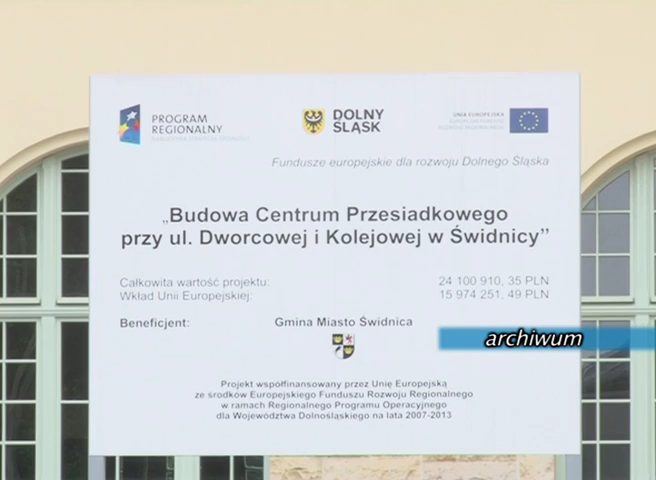 PROGRAM
REGIONALNY
DOLNY
ŚLĄSK
UNIA EUROPEJSKA
Fundusze europejskie dla rozwoju Dolnego Śląska
„Budowa Centrum Przesiadkowego
przy ul. Dworcowej i Kolejowej w Świdnicy”
Całkowita wartość projektu: 24 100 910, 35 PLN
Wkład Unii Europejskiej: 15 974 251, 49 PLN
Beneficjent: Gmina Miasto Świdnica
archiwum
Projekt współfinansowany przez Unię Europejską
ze środków Europejskiego Funduszu Rozwoju Regionalnego
w ramach Regionalnego Programu Operacyjnego
dla Województwa Dolnośląskiego na lata 2007-2013